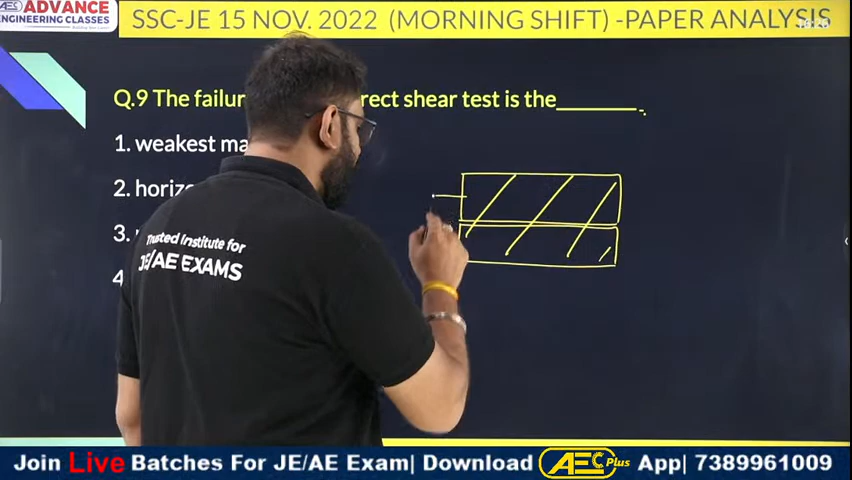 AES ADVANCE
ENGINEERING CLASSES
SSC-JE 15 NOV. 2022 (MORNING SHIFT) -PAPER ANALYSIS
Q.9 The failur rect shear test is the________.
1. weakest ma
2. horizo
3.
4
Trusted Institute for
JE/AE EXAMS
Join Live Batches For JE/AE Exam| Download AEC Plus App| 7389961009